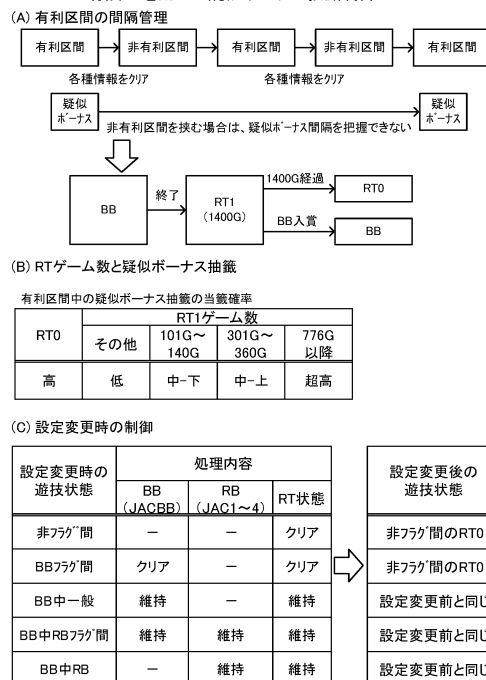 (A) 有利区間の間隔管理
有利区間 非有利区間 有利区間 非有利区間 有利区間
各種情報をクリア 各種情報をクリア
疑似 疑似
ボーナス 非有利区間を挟む場合は、疑似ボーナス間隔を把握できない ボーナス
1400G経過
BB 終了 RT1 RT0
(1400G)
BB入賞 BB
(B) RTゲーム数と疑似ボーナス抽籤
有利区間中の疑似ボーナス抽籤の当籤確率
RT0 RT1ゲーム数
その他 101G～ 301G～ 776G
140G 360G 以降
高 低 中-下 中-上 超高
(C) 設定変更時の制御
設定変更時の 処理内容 設定変更後の
遊技状態 BB RB RT状態 遊技状態
(JACBB) (JAC1～4)
非フラグ間 － － クリア 非フラグ間のRT0
BBフラグ間 クリア － クリア 非フラグ間のRT0
BB中一般 維持 － 維持 設定変更前と同じ
BB中RBフラグ間 維持 維持 維持 設定変更前と同じ
BB中RB － 維持 維持 設定変更前と同じ